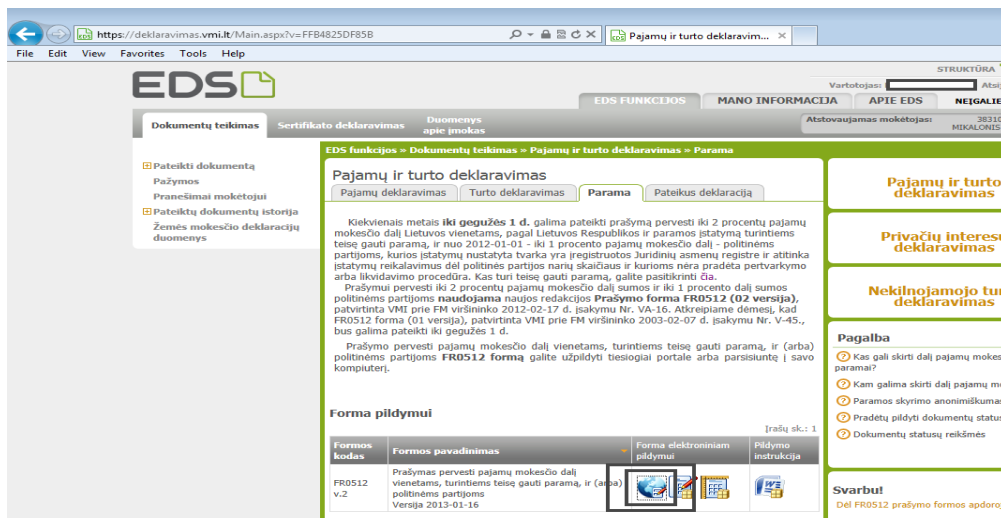 https://deklaravimas.vmi.lt/Main.aspx?v=FFB4825DF85B
Pajamų ir turto deklaravim...
File Edit View Favorites Tools Help
EDS
STRUKTŪRA
Vartotojas:
EDS FUNKCIJOS MANO INFORMACIJA APIE EDS
Dokumentų teikimas Sertifikato deklaravimas Duomenys apie įmokas
Atstovaujamas mokėtojas: 38310
MIKALONIS
EDS funkcijos » Dokumentų teikimas » Pajamų ir turto deklaravimas » Parama
Pateikti dokumentą
Pažymos
Pranešimai mokėtojui
Pateiktų dokumentų istorija
Žemės mokesčio deklaracijų
duomenys
Pajamų ir turto deklaravimas
Pajamų deklaravimas Turto deklaravimas Parama Pateikus deklaraciją
Kiekvienais metais iki gegužės 1 d. galima pateikti prašymą pervesti iki 2 procentų pajamų
mokesčio dalį Lietuvos vienetams, pagal Lietuvos Respublikos ir paramos įstatymą turintiems
teisę gauti paramą, ir nuo 2012-01-01 - iki 1 procento pajamų mokesčio dalį - politinėms
partijoms, kurios įstatymų nustatyta tvarka yra įregistruotos Juridinių asmenų registre ir atitinka
įstatymų reikalavimus dėl politinės partijos narių skaičiaus ir kurioms nėra pradėta pertvarkymo
arba likvidavimo procedūra. Kas turi teisę gauti paramą, galite pasitikrinti čia.
Prašymui pervesti iki 2 procentų pajamų mokesčio dalį sumos ir iki 1 procento dalį sumos
politinėms partijoms naudojama naujos redakcijos Prašymo forma FR0512 (02 versija),
patvirtinta VMI prie FM viršininko 2012-02-17 d. įsakymu Nr. VA-16. Atkreipiame dėmesį, kad
FR0512 forma (01 versija), patvirtinta VMI prie FM viršininko 2003-02-07 d. įsakymu Nr. V-45.,
bus galima pateikti iki gegužės 1 d.
Prašymo pervesti pajamų mokesčio dalį vienetams, turintiems teisę gauti paramą, ir (arba)
politinėms partijoms FR0512 formą galite užpildyti tiesiogiai portale arba parsisiuntę į savo
kompiuterį.
Forma pildymui
Įrašų sk.: 1
Formos kodas Formos pavadinimas Forma elektroniniam pildymui Pildymo instrukcija
FR0512
v.2
Prašymas pervesti pajamų mokesčio dalį
vienetams, turintiems teisę gauti paramą, ir (arba)
politinėms partijoms
Versija 2013-01-16
Pajamų ir turto
deklaravimas
Privačių
deklaravimas
Nekilnojamojo
deklaravimas
Pagalba
Kas gali skirti dalį pajamų
paramai?
Kam galima skirti dalį pajamų
Paramos skyrimo
Pradėtų pildyti dokumentų
Dokumentų statusų reikšmės
Svarbu!
Dėl FR0512 prašymo formos